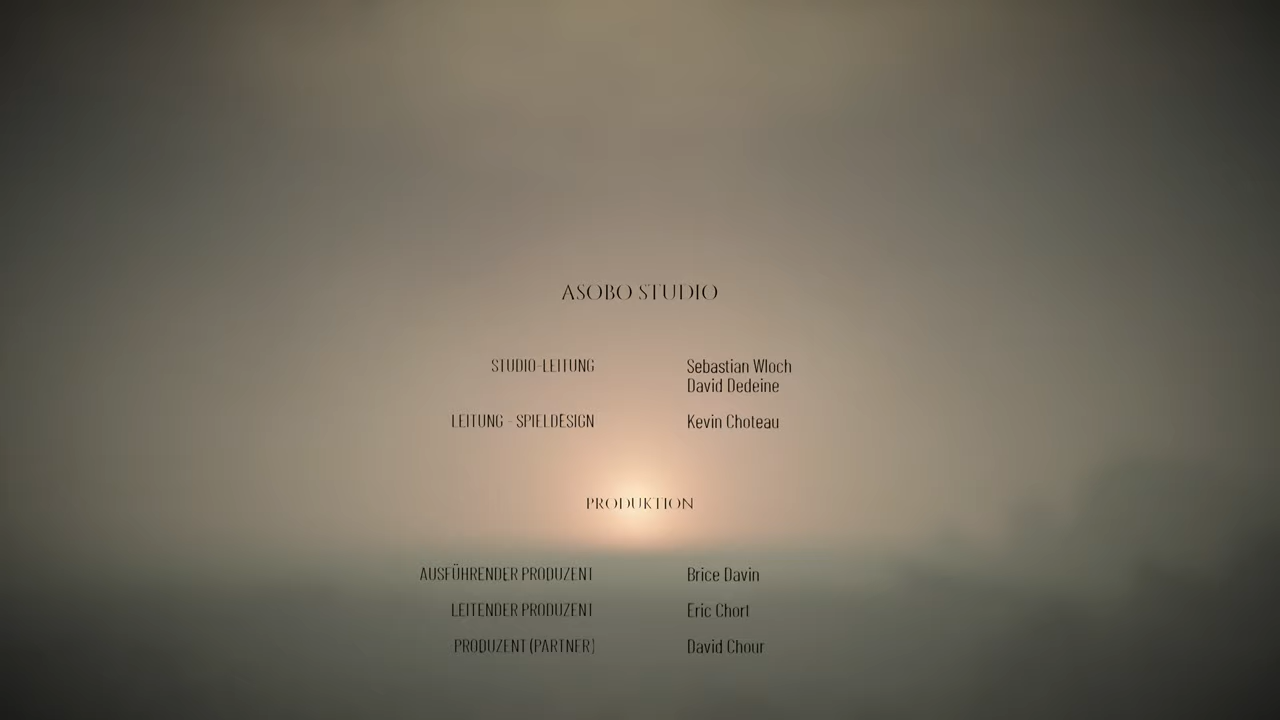 ASOBO STUDIO
STUDIO-LEITUNG Sebastian Wloch
David Dedeine
LEITUNG - SPIELDESIGN Kevin Choteau
PRODUKTION
AUSFÜHRENDER PRODUZENT Brice Davin
LEITENDER PRODUZENT Eric Chort
PRODUZENT (PARTNER) David Chour